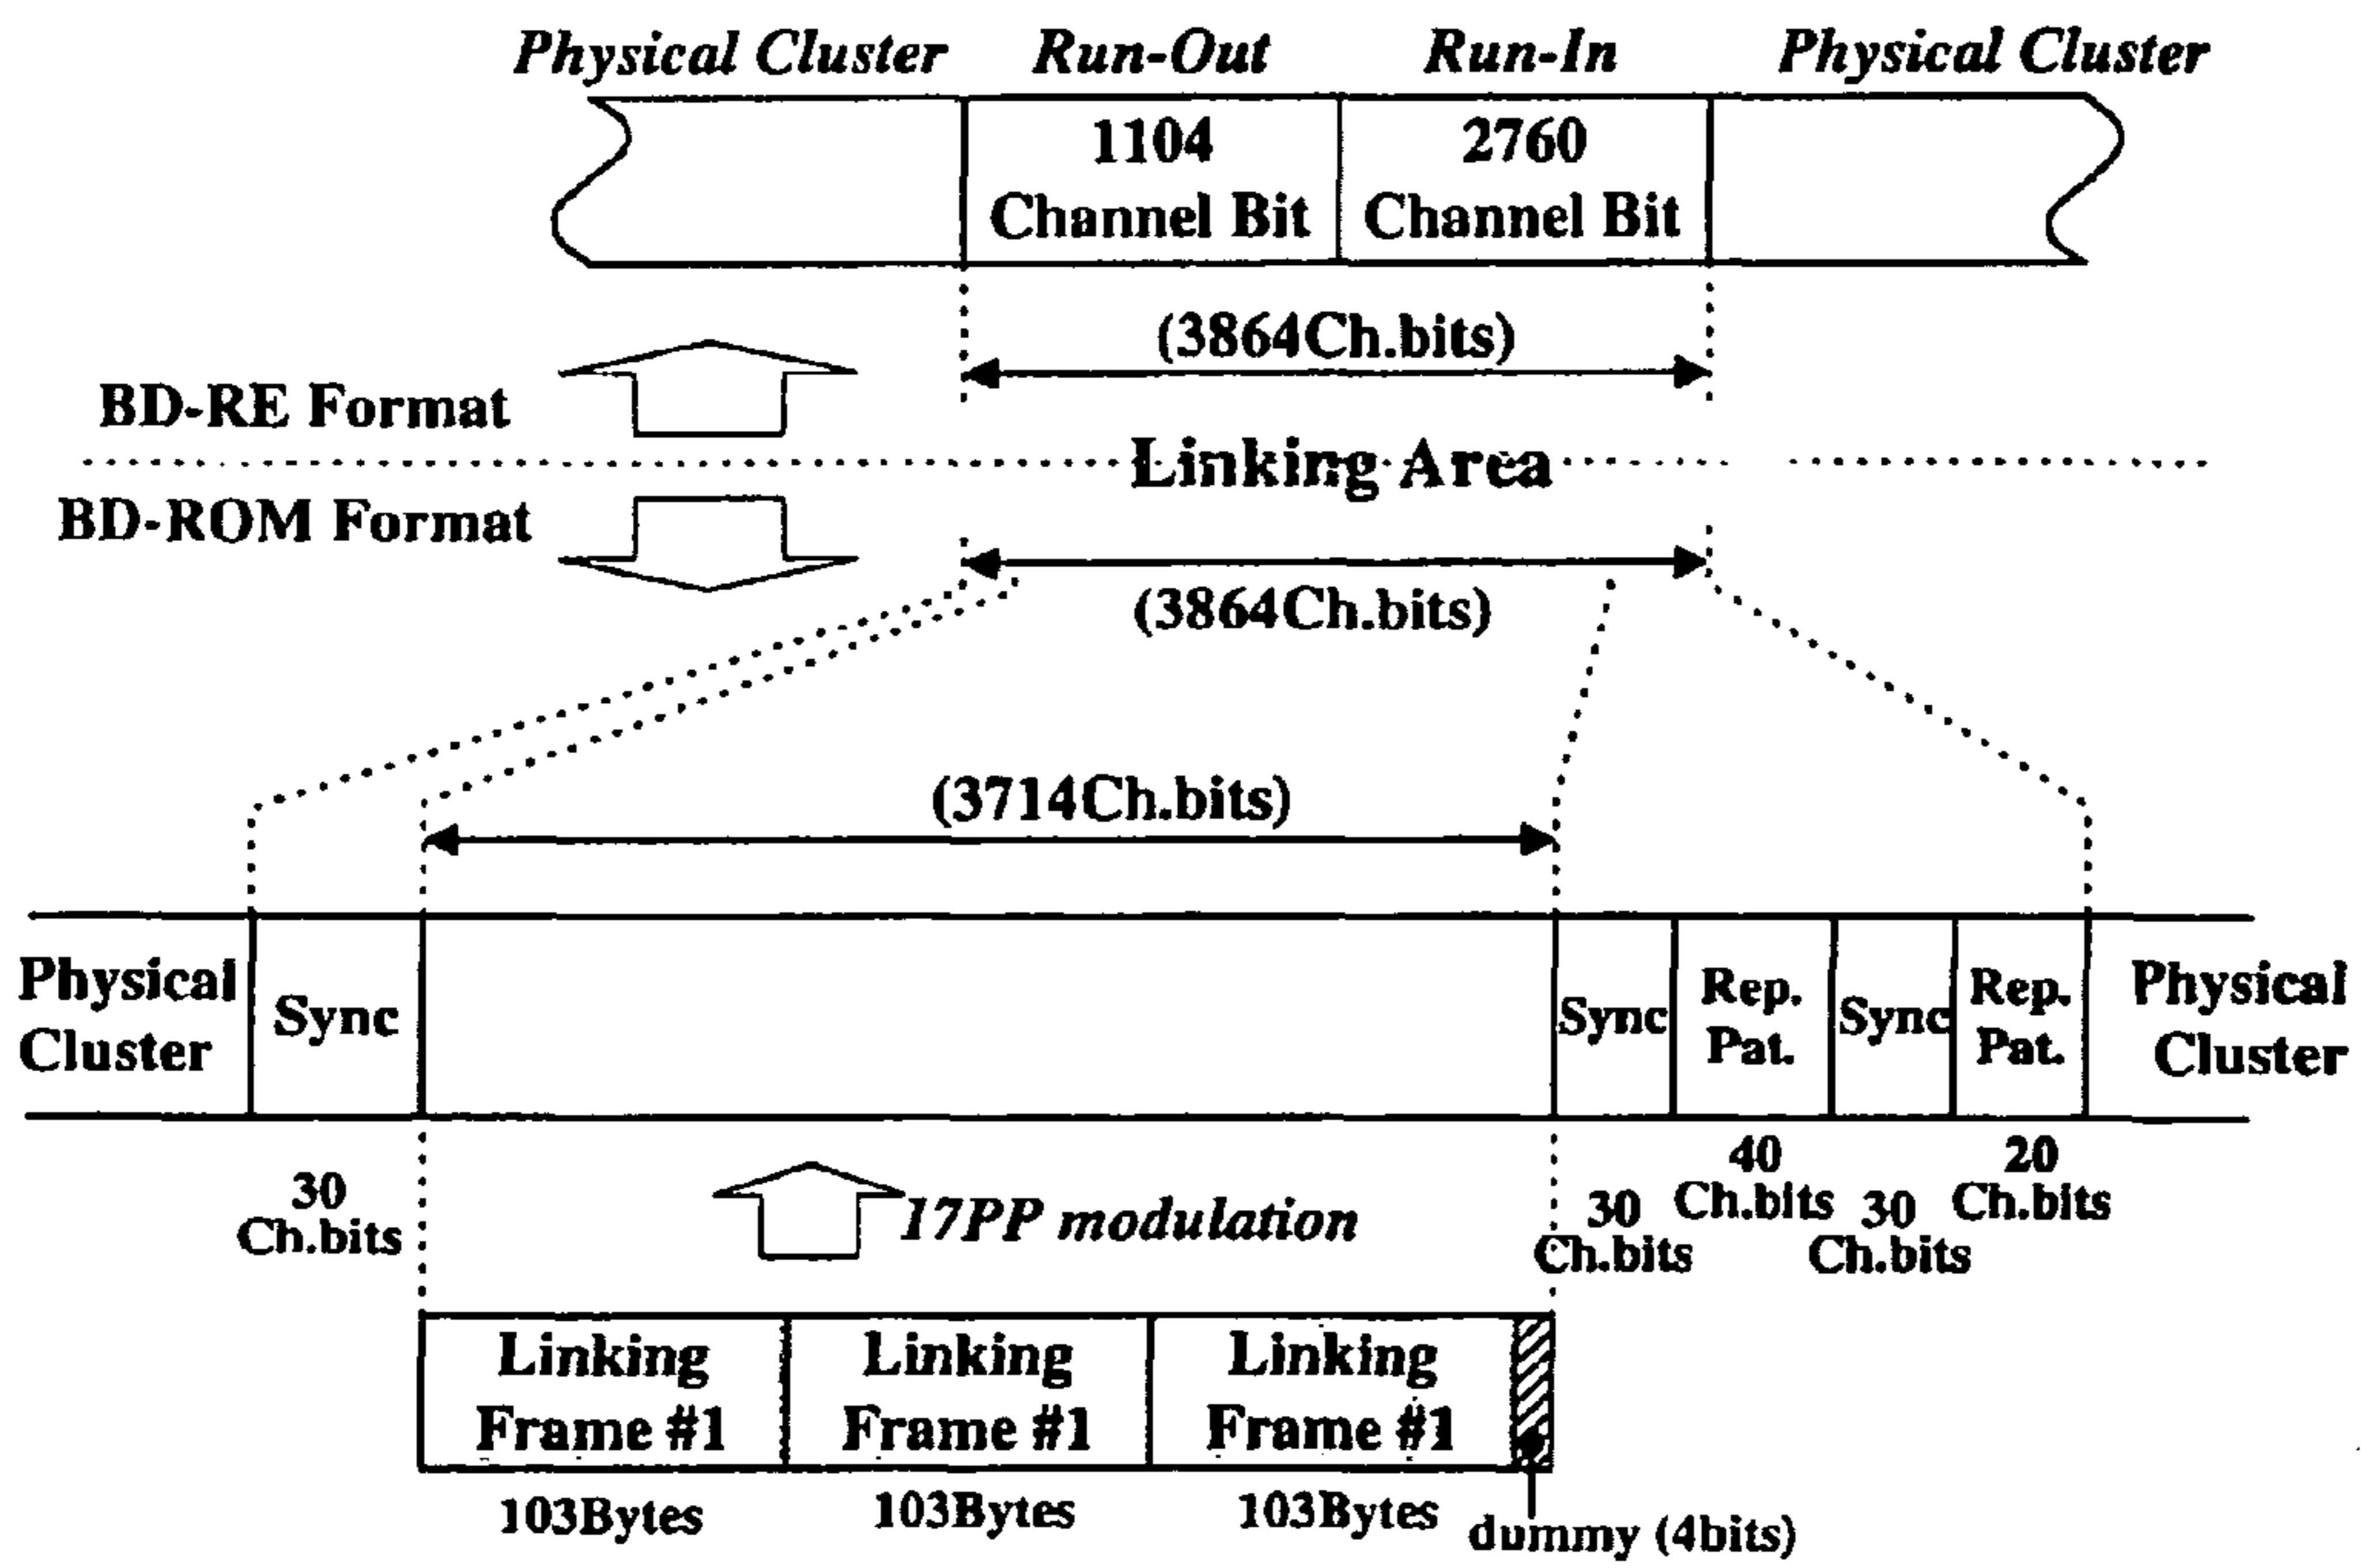 Physical Cluster Run-Out Run-In Physical Cluster
1104 2760
Channel Bit Channel Bit
(3864Ch.bits)
BD-RE Format
Linking Area
BD-ROM Format
(3864Ch.bits)
(3714Ch.bits)
Physical Rep. Rep. Physical
Sync Sync Sync
Cluster Pat. Pat. Cluster
40 20
30 Ch.bits 30 Ch.bits
30
Ch.bits Ch.bits Ch.bits
17PP modulation
Linking Linking Linking
Frame #1 Frame #1 Frame #1
103Bytes 103Bytes 103Bytes
dummy (4bits)